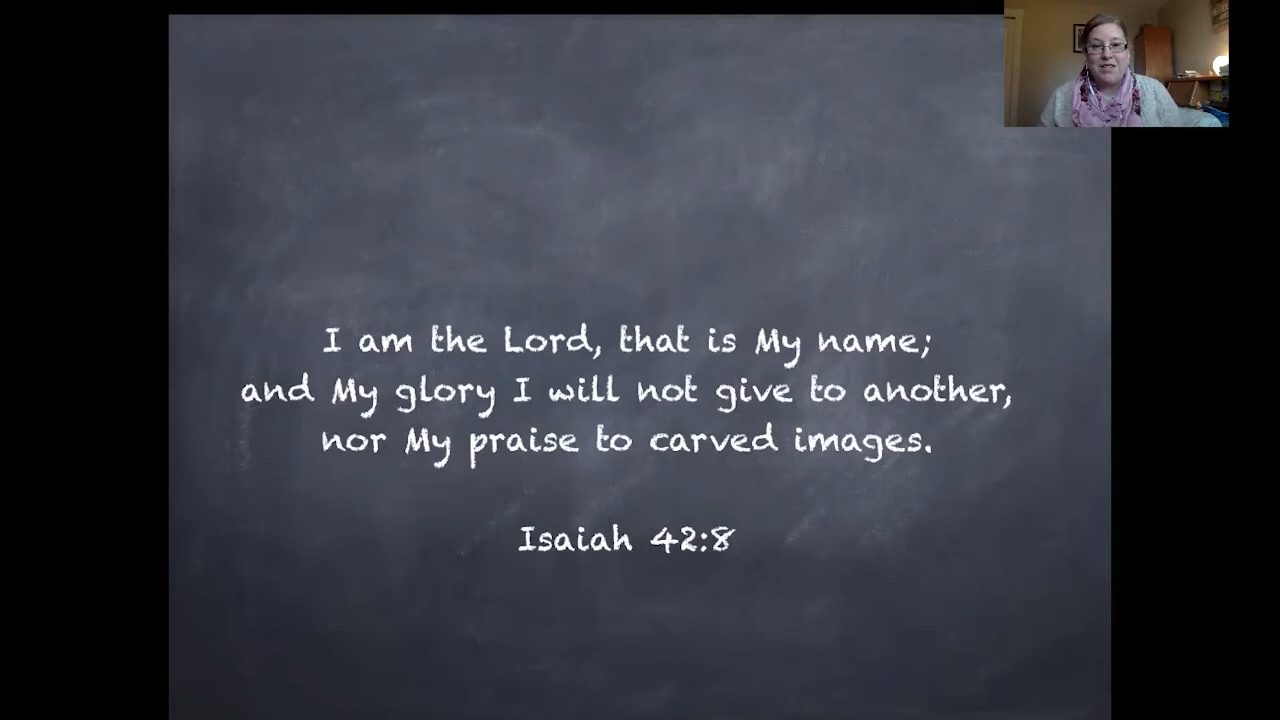 I am the Lord, that is My name;
and My glory I will not give to another,
nor My praise to carved images.
Isaiah 42:8